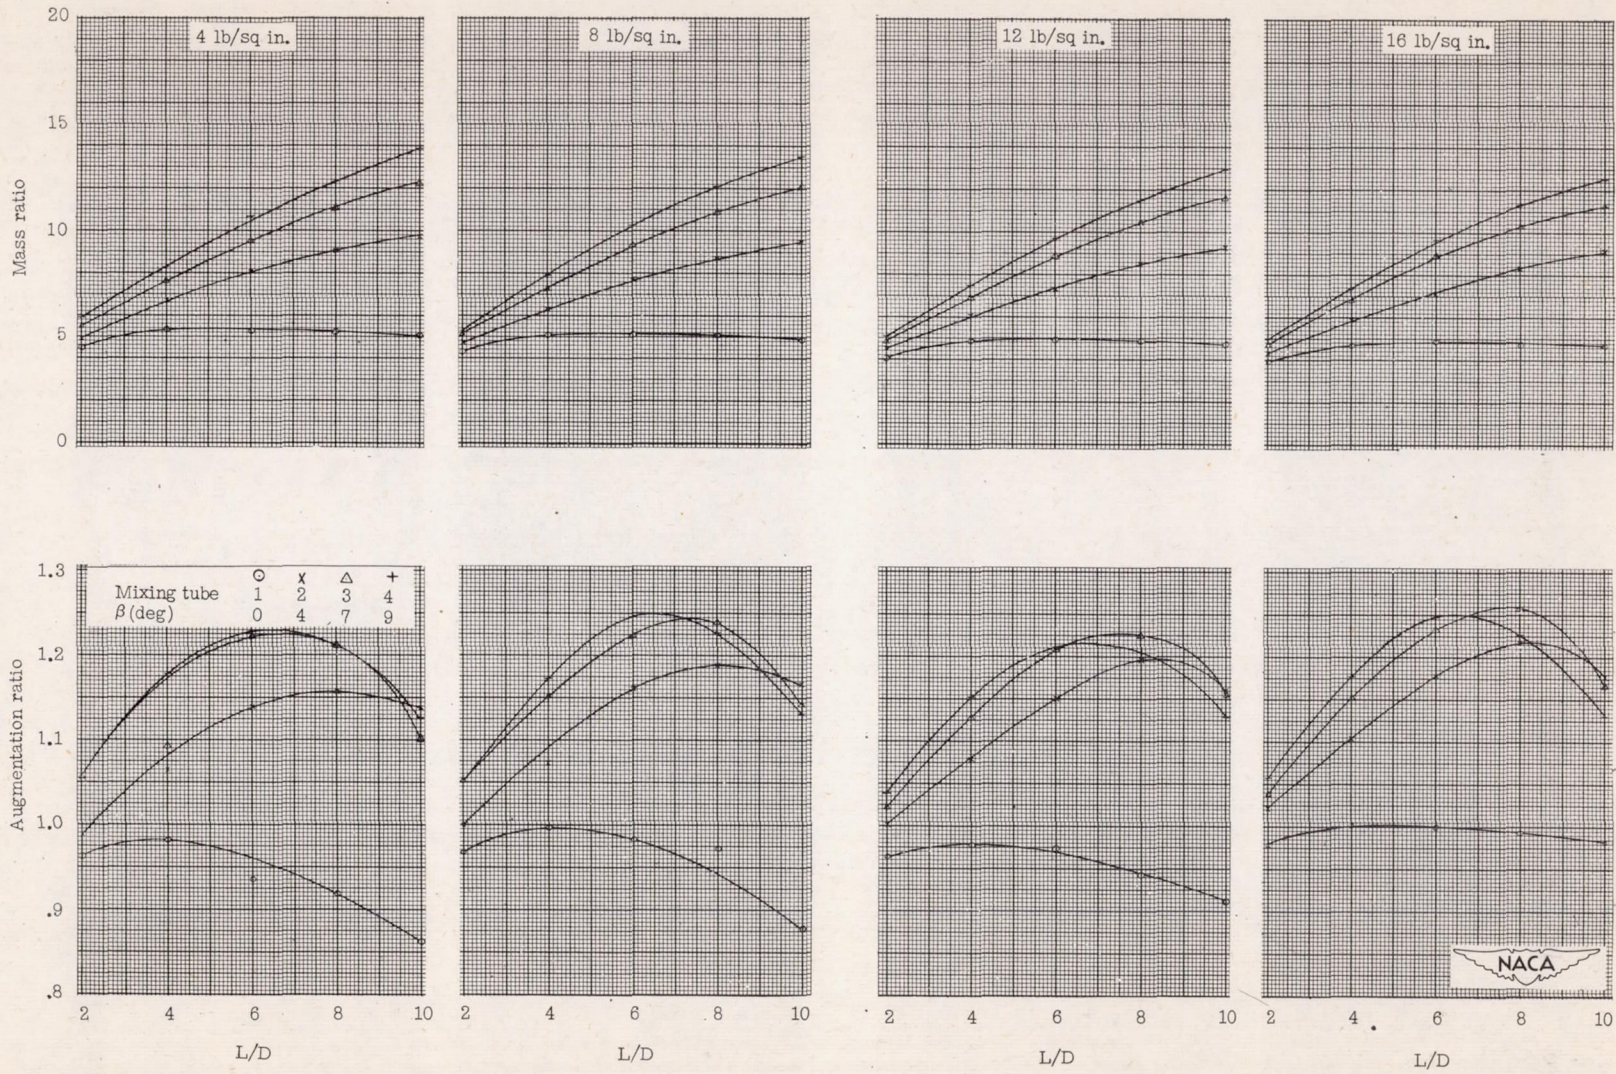 4 lb/sq in.
8 lb/sq in.
12 lb/sq in.
16 lb/sq in.
20
15
10
5
0
Mass ratio
1.3
1.2
1.1
1.0
.9
.8
Augmentation ratio
Mixing tube 1 2 3 4
β (deg) 0 4 7 9
NACA
2 4 6 8 10
2 4 6 8 10
2 4 6 8 10
2 4 6 8 10
L/D
L/D
L/D
L/D